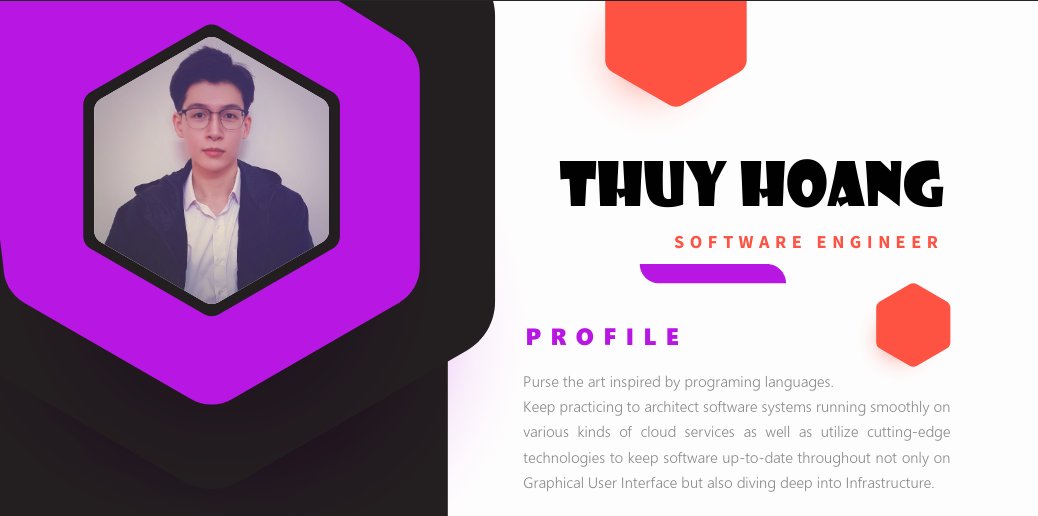 THUY HOANG
SOFTWARE ENGINEER
PROFILE
Purse the art inspired by programing languages.
Keep practicing to architect software systems running smoothly on
various kinds of cloud services as well as utilize cutting-edge
technologies to keep software up-to-date throughout not only on
Graphical User Interface but also diving deep into Infrastructure.